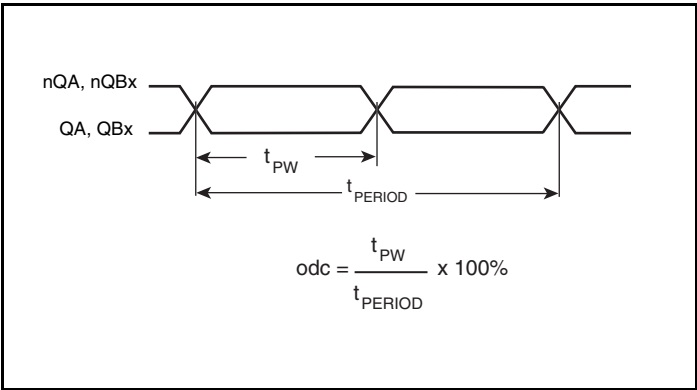 nQA, nQBx
QA, QBx
tPW
tPERIOD
odc = tPW / tPERIOD x 100%